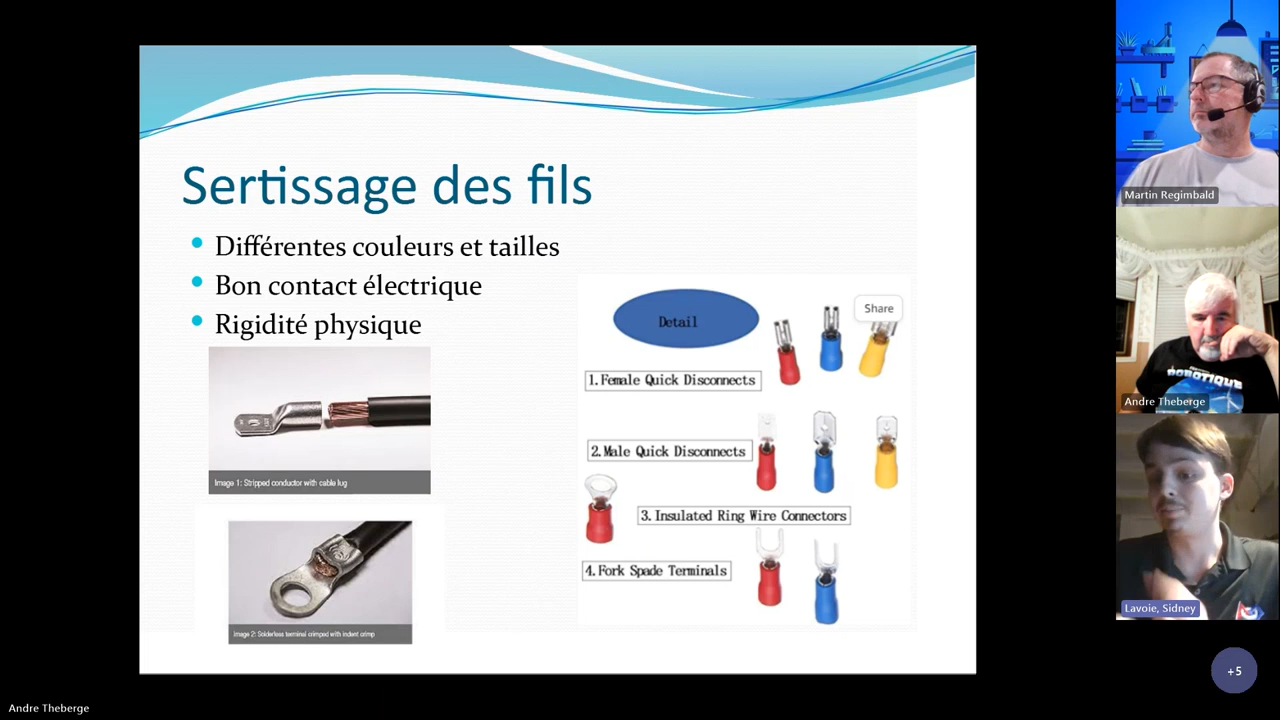 Sertissage des fils
Différentes couleurs et tailles
Bon contact électrique
Rigidité physique
Image 1: Stripped conductor with cable lug
Image 2: Solderless terminal crimped with indent crimp
Detail
Share
1.Female Quick Disconnects
2.Male Quick Disconnects
3.Insulated Ring Wire Connectors
4.Fork Spade Terminals
Martin Regimbald
ROBOTIQUE
Andre Theberge
Lavoie, Sidney
+5
Andre Theberge